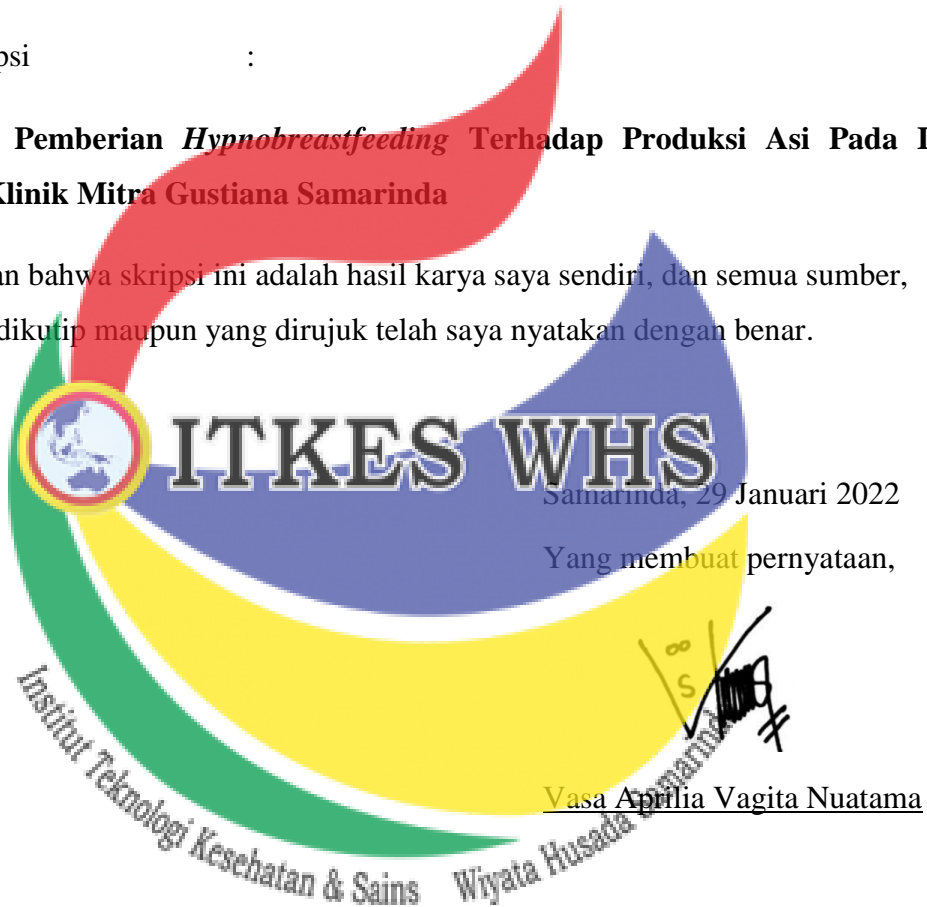 psi :
Pemberian Hypnobreastfeeding Terhadap Produksi Asi Pada I
Klinik Mitra Gustiana Samarinda
an bahwa skripsi ini adalah hasil karya saya sendiri, dan semua sumber,
dikutip maupun yang dirujuk telah saya nyatakan dengan benar.
ITKES WHS
Samarinda, 29 Januari 2022
Yang membuat pernyataan,
Vasa Aprilia Vagita Nuatama
Institut Teknologi Kesehatan & Sains Wiyata Husada Samarinda